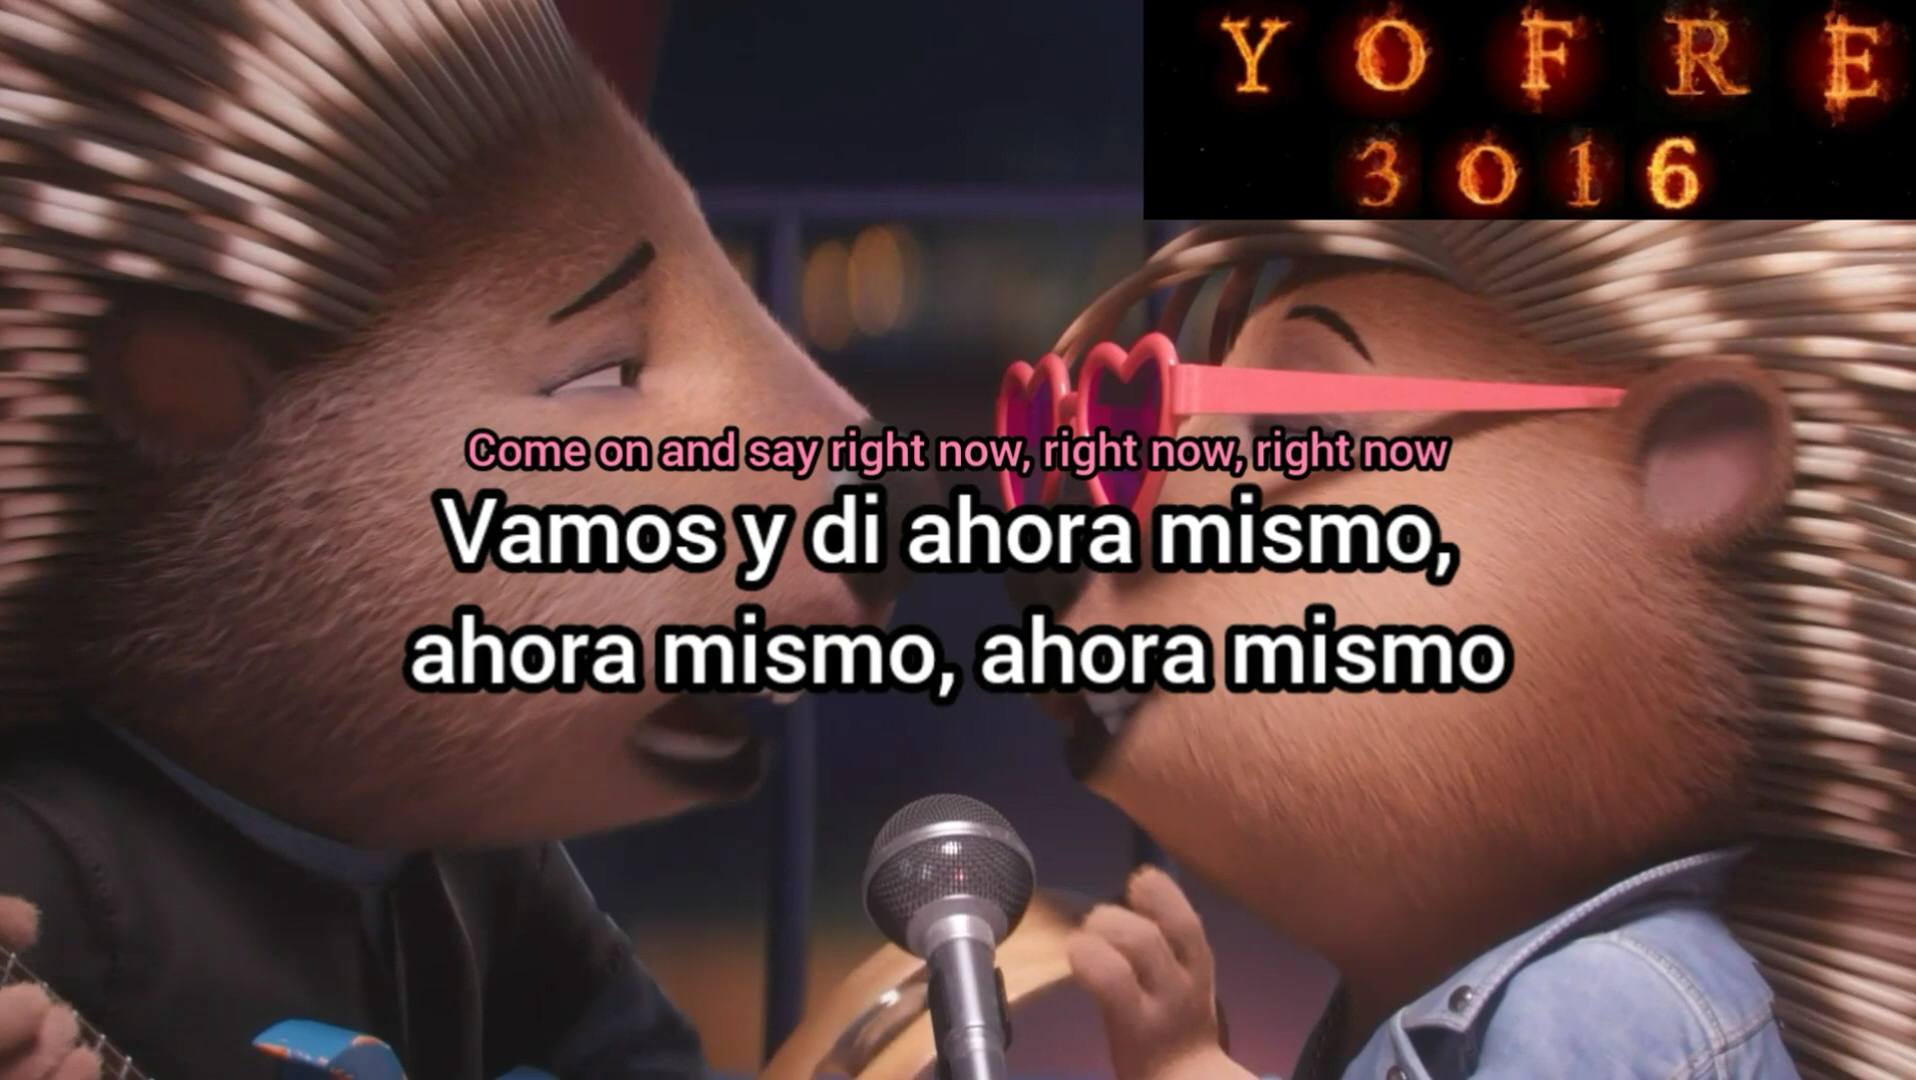 YOFRE
3016
Come on and say right now, right now, right now
Vamos y di ahora mismo,
ahora mismo, ahora mismo